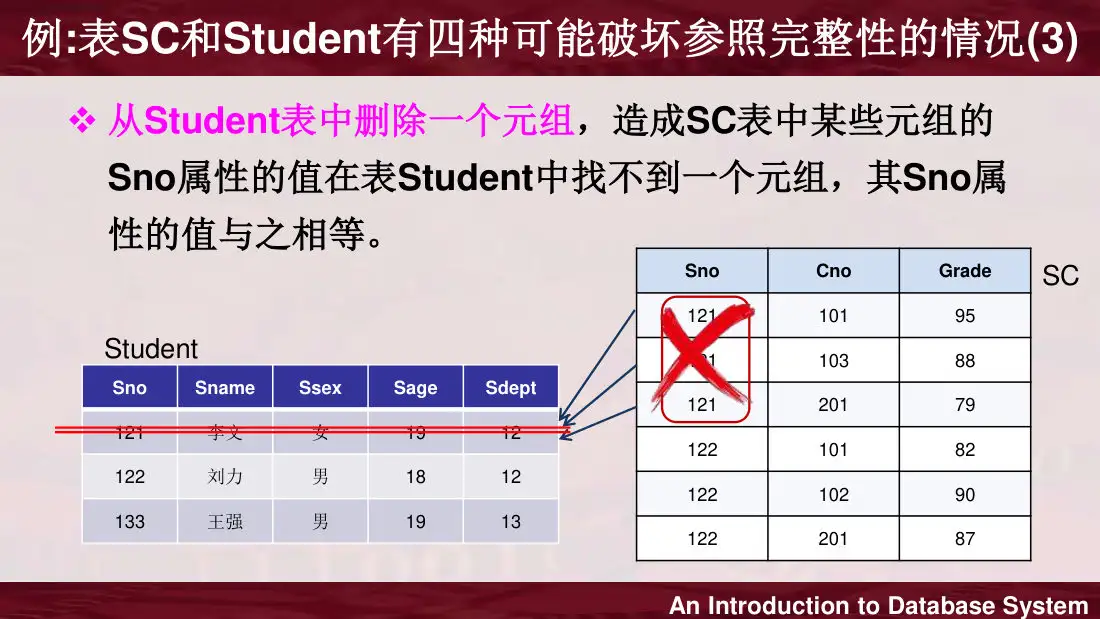 例:表SC和Student有四种可能破坏参照完整性的情况(3)
❖ 从Student表中删除一个元组，造成SC表中某些元组的
Sno属性的值在表Student中找不到一个元组，其Sno属
性的值与之相等。
SC
Sno Cno Grade
121 101 95
121 103 88
121 201 79
122 101 82
122 102 90
122 201 87
Student
Sno Sname Ssex Sage Sdept
121 李文 女 19 12
122 刘力 男 18 12
133 王强 男 19 13
An Introduction to Database System